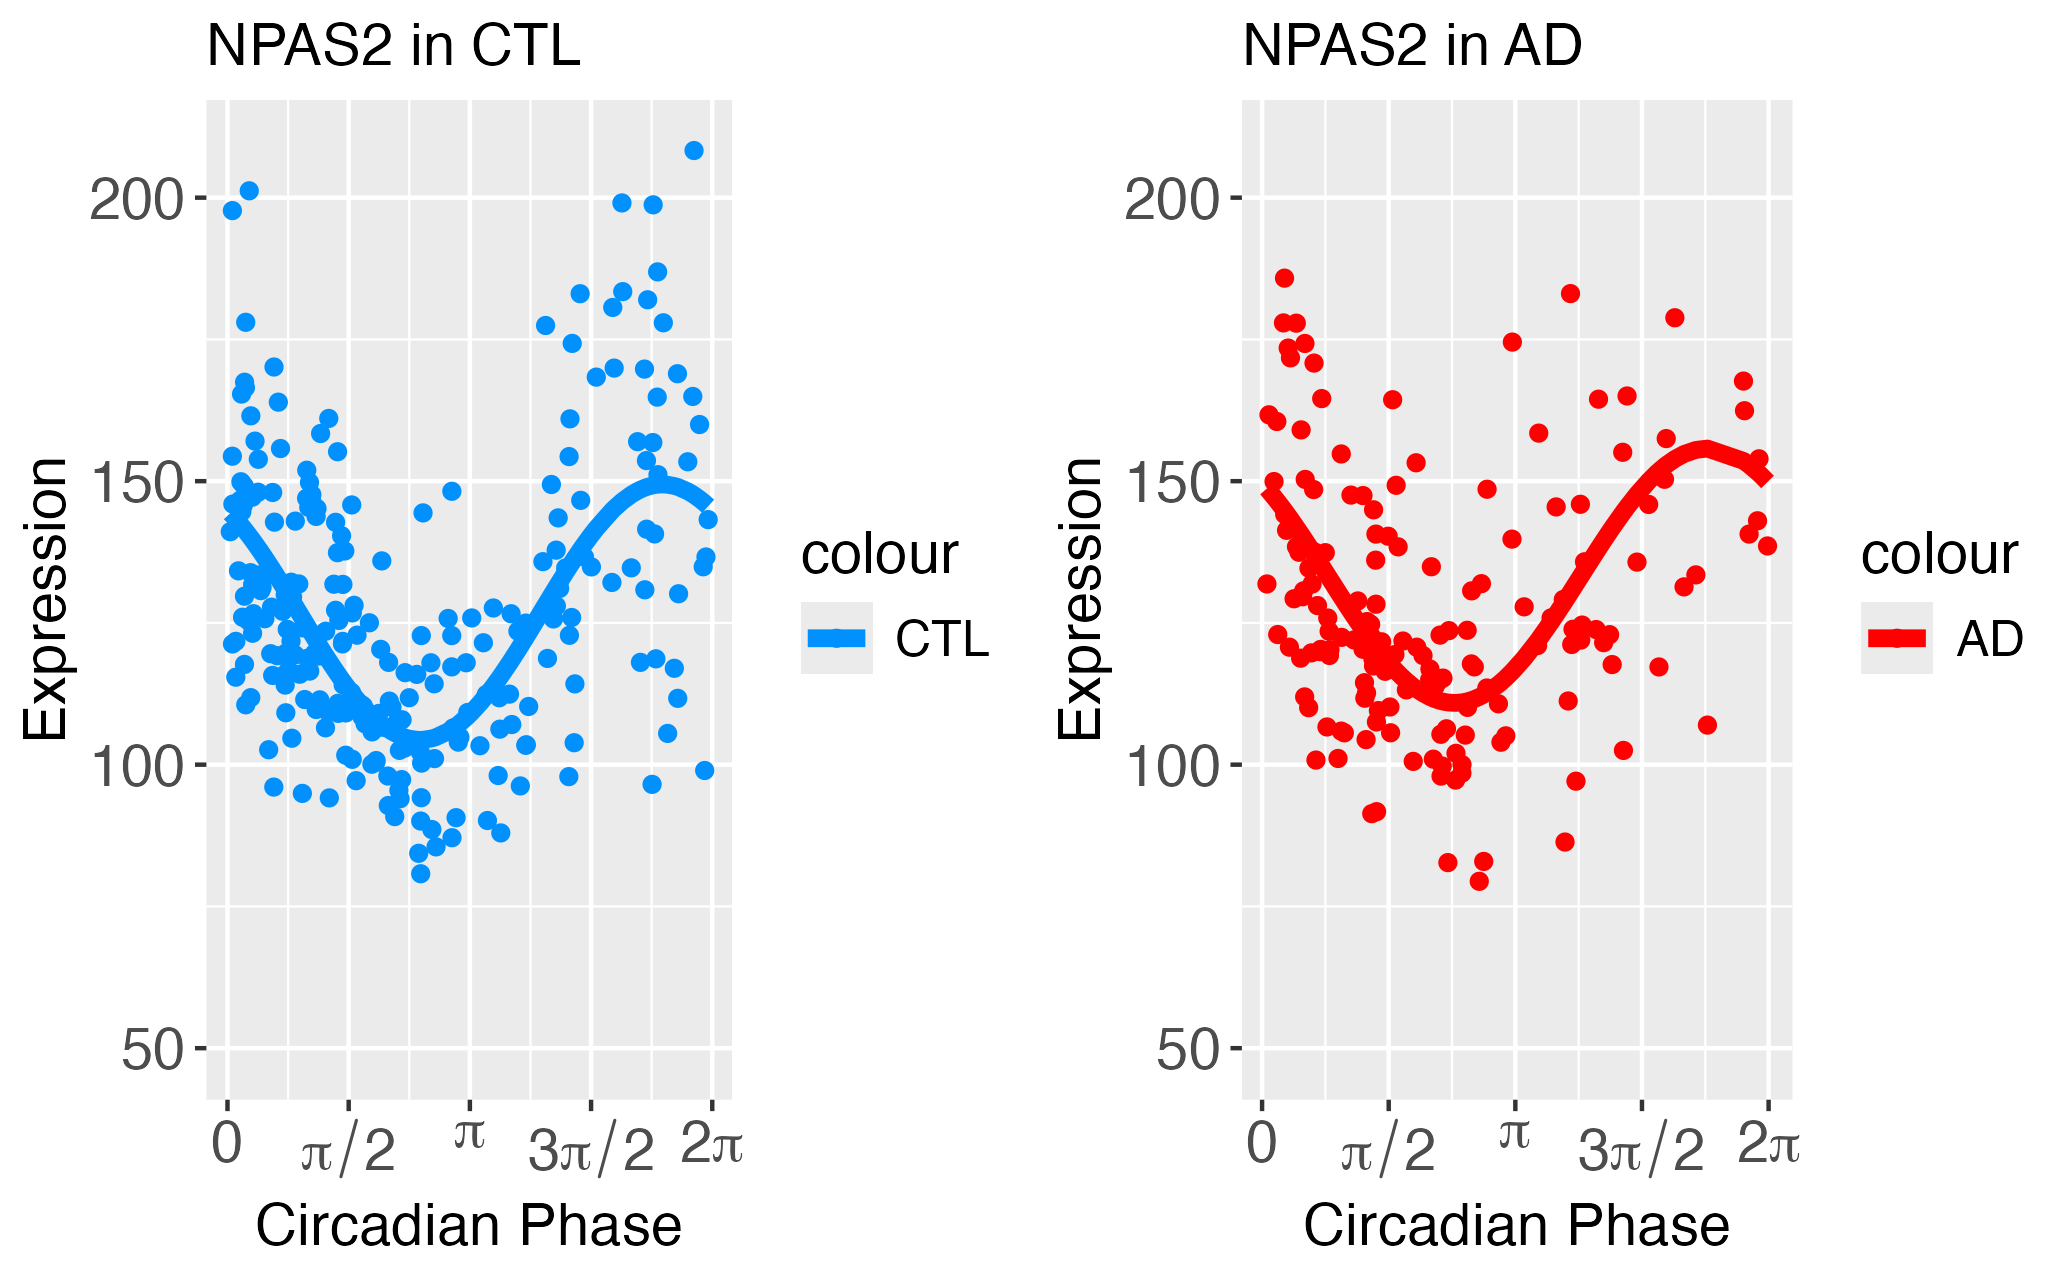 NPAS2 in CTL
Expression
200
150
100
50
0 π/2 π 3π/2 2π
Circadian Phase
colour
CTL
NPAS2 in AD
Expression
200
150
100
50
0 π/2 π 3π/2 2π
Circadian Phase
colour
AD